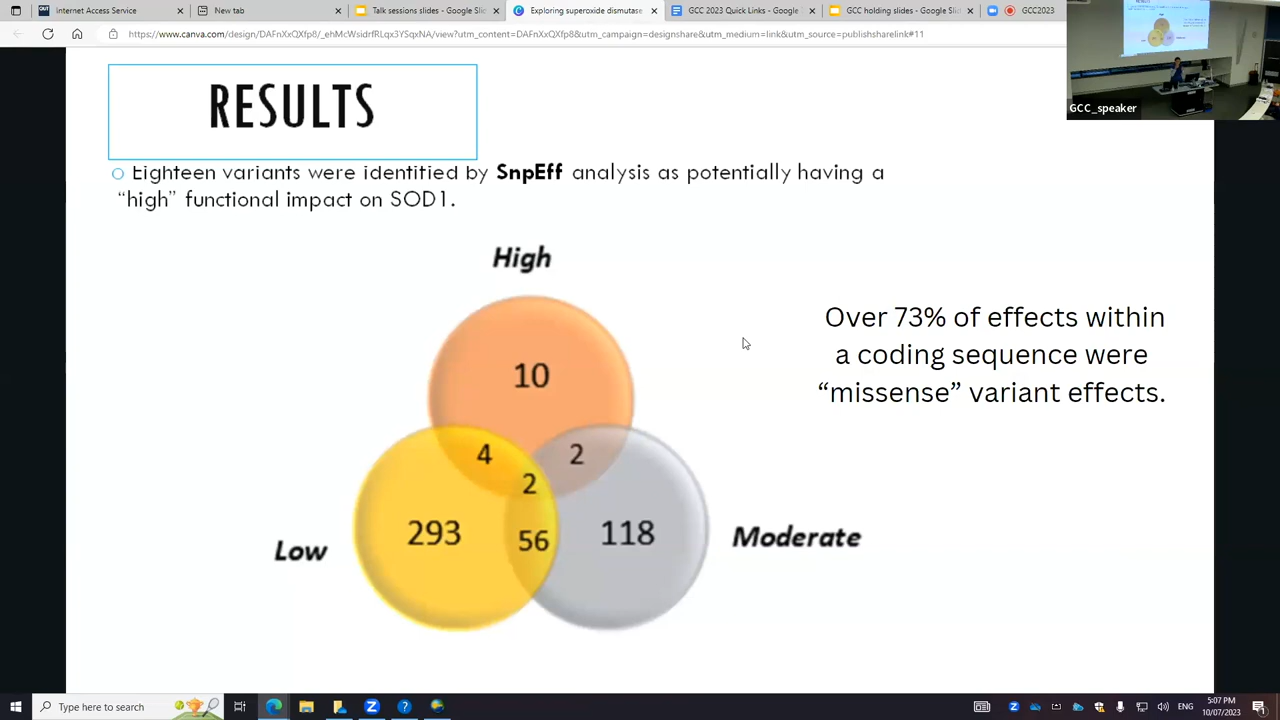 Internet Access Service
New tab
Talk sessions slides - Google Slid
Exploring superoxide dismutase
GCC 2023 Quick Links - Google
GCC holding slides - Google Slid
GCC2023
https://www.canva.com/design/DAFnXxQXfp8/_ehMcWsidrfRLqx3YSqxNA/view?utm_content=DAFnXxQXfp8&utm_campaign=designshare&utm_medium=link&utm_source=publishsharelink#11
GCC_speaker
RESULTS
Eighteen variants were identified by SnpEff analysis as potentially having a
“high” functional impact on SOD1.
High
10
Over 73% of effects within
a coding sequence were
“missense” variant effects.
4
2
2
293
56
118
Low
Moderate
Type here to search
ENG
5:07 PM
10/07/2023